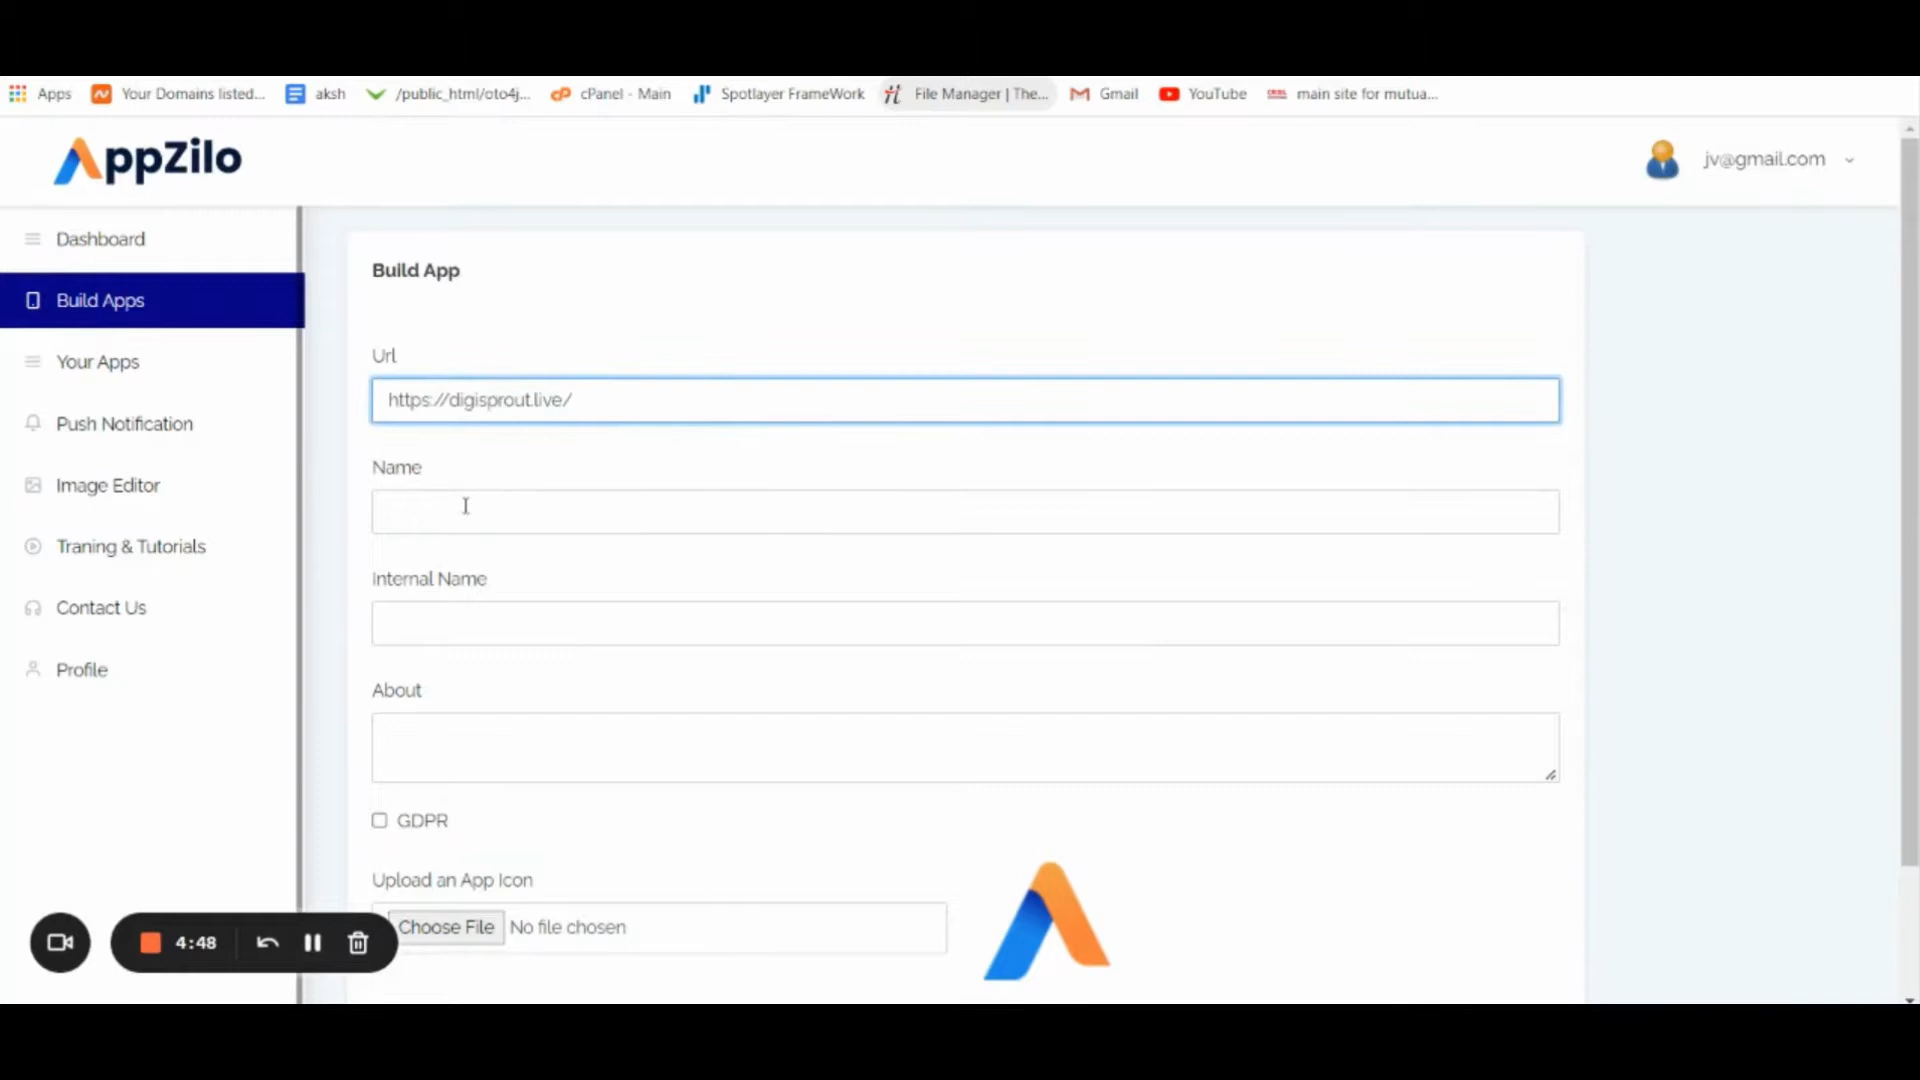 Apps Your Domains listed... aksh /public_html/oto4j... cPanel - Main Spotlayer FrameWork File Manager | The... Gmail YouTube main site for mutua...
AppZilo
jv@gmail.com
Dashboard
Build Apps
Your Apps
Push Notification
Image Editor
Traning & Tutorials
Contact Us
Profile
Build App
Url
https://digisprout.live/
Name
Internal Name
About
GDPR
Upload an App Icon
Choose File No file chosen
4:48